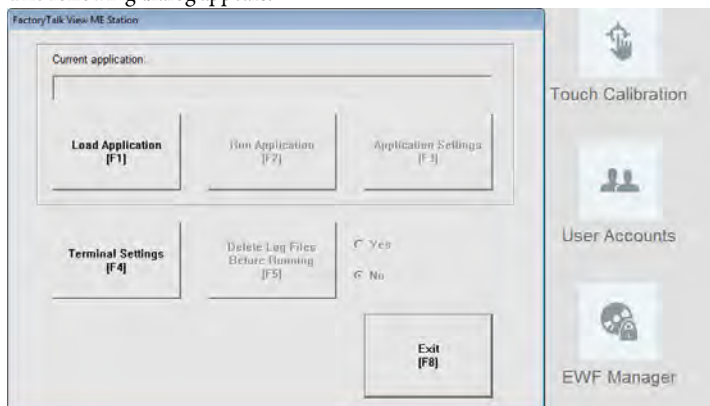 FactoryTalk View ME Station
Current application:
Load Application
[F1]
Run Application
[F2]
Application Settings
[F3]
Terminal Settings
[F4]
Delete Log Files
Before Running
[F5]
Yes
No
Exit
[F8]
Touch Calibration
User Accounts
EWF Manager